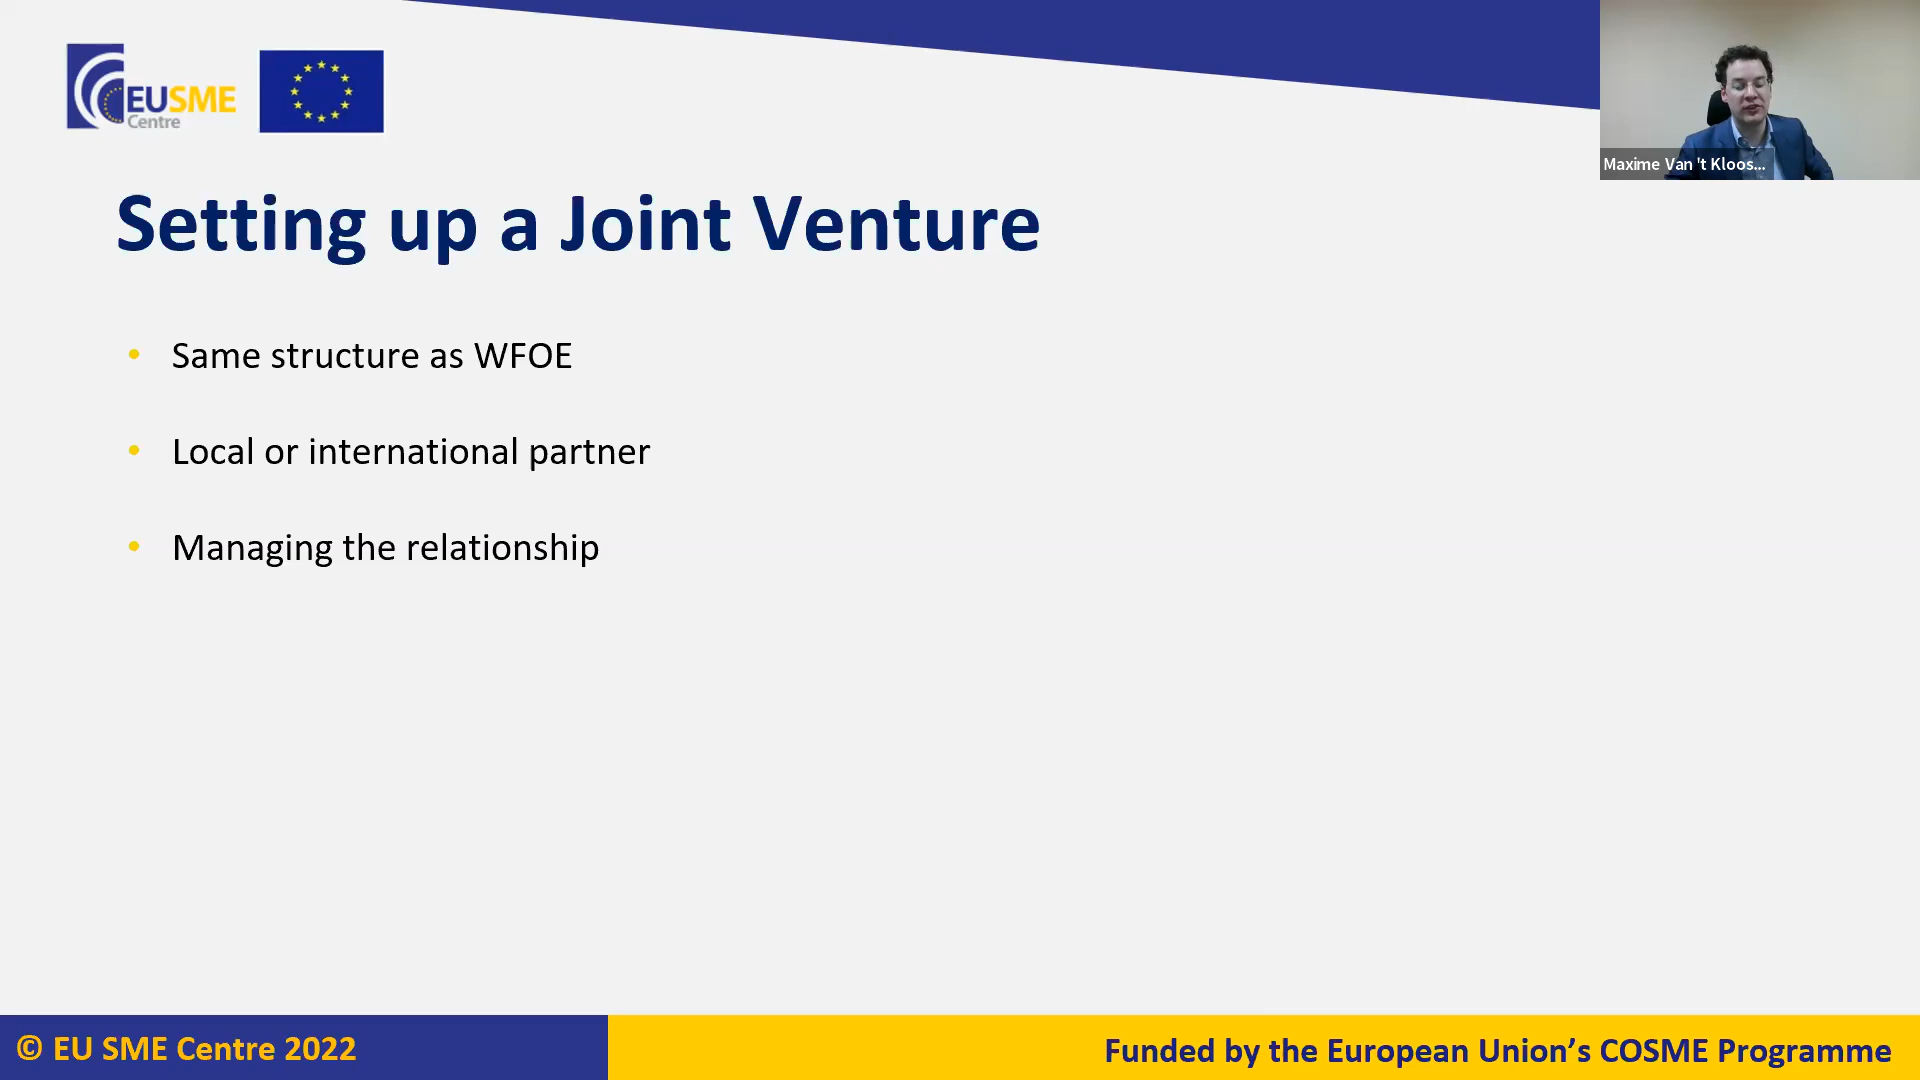 EUSME
Centre
Maxime Van 't Kloos...
Setting up a Joint Venture
• Same structure as WFOE
• Local or international partner
• Managing the relationship
© EU SME Centre 2022
Funded by the European Union’s COSME Programme